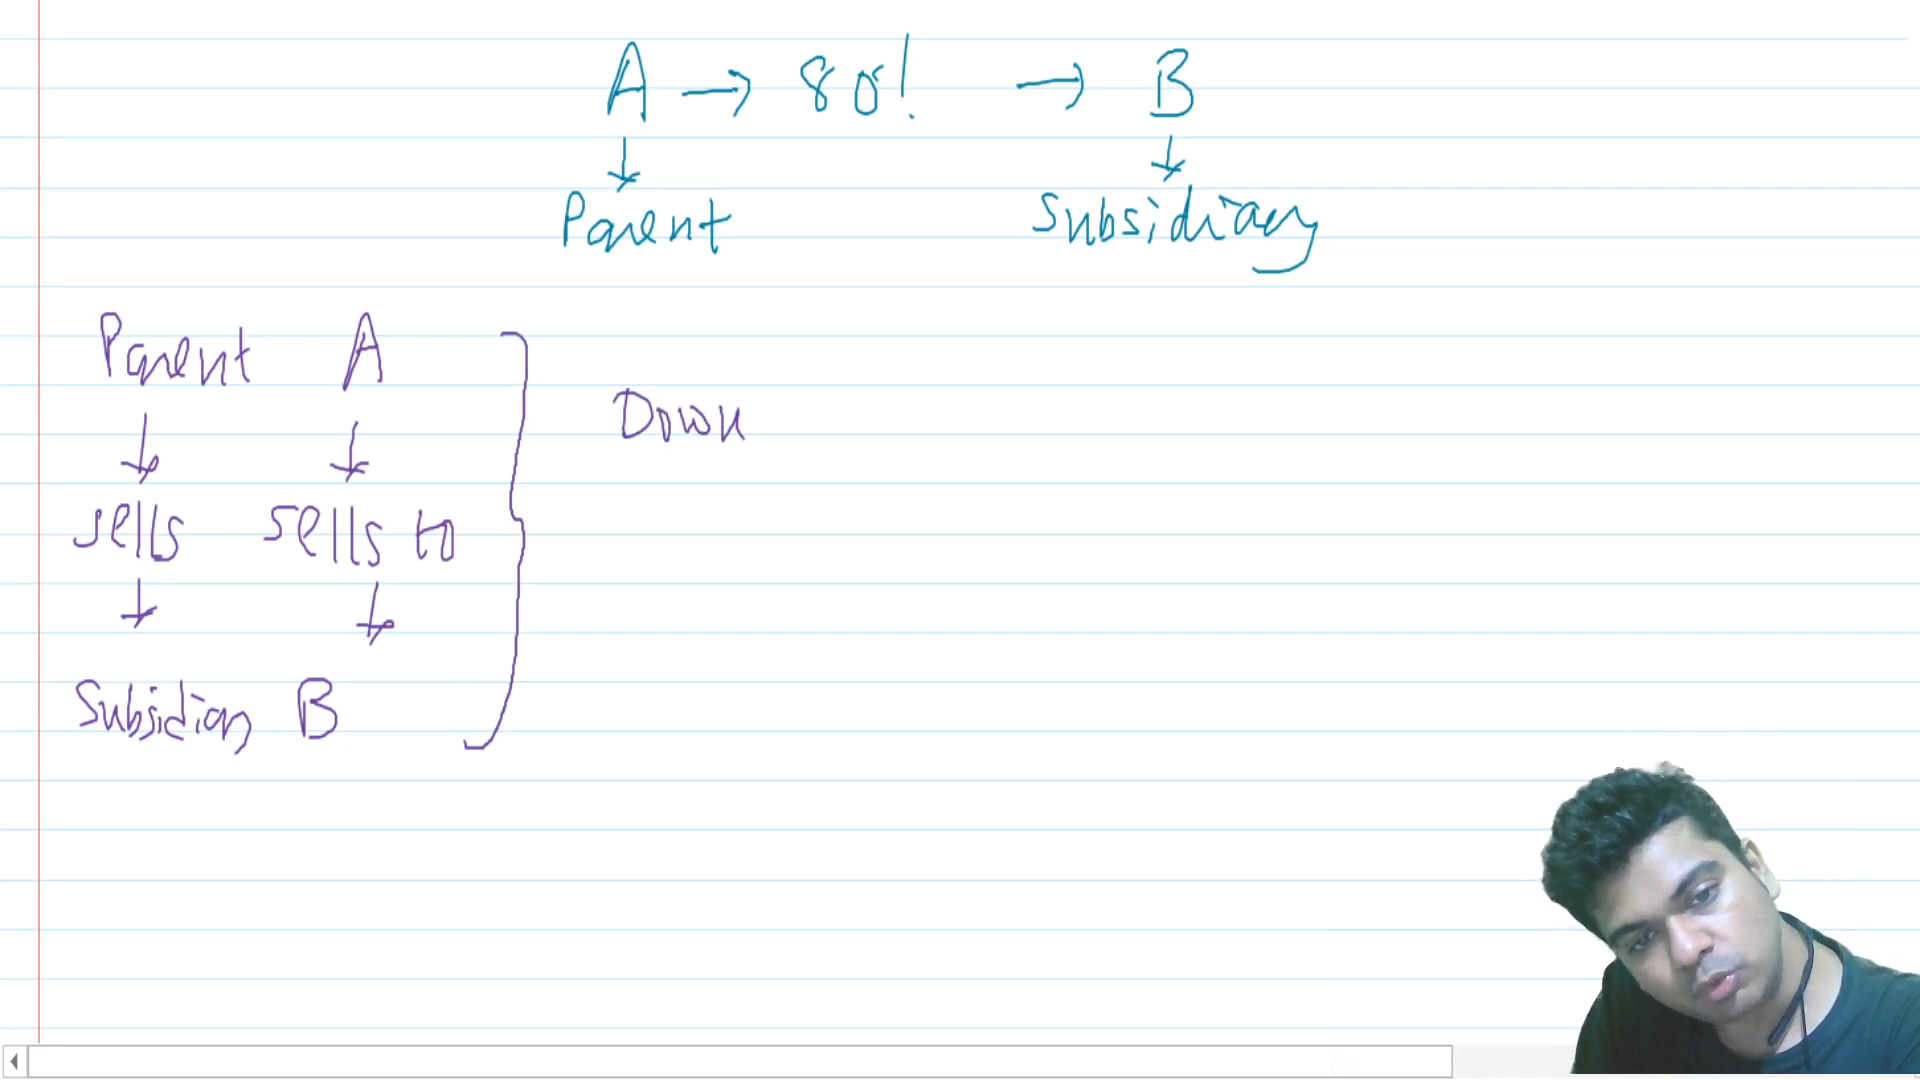 A → 80% → B
↓ ↓
Parent Subsidiary
Parent A
↓ ↓
sells sells to
↓ ↓
Subsidiary B
Down